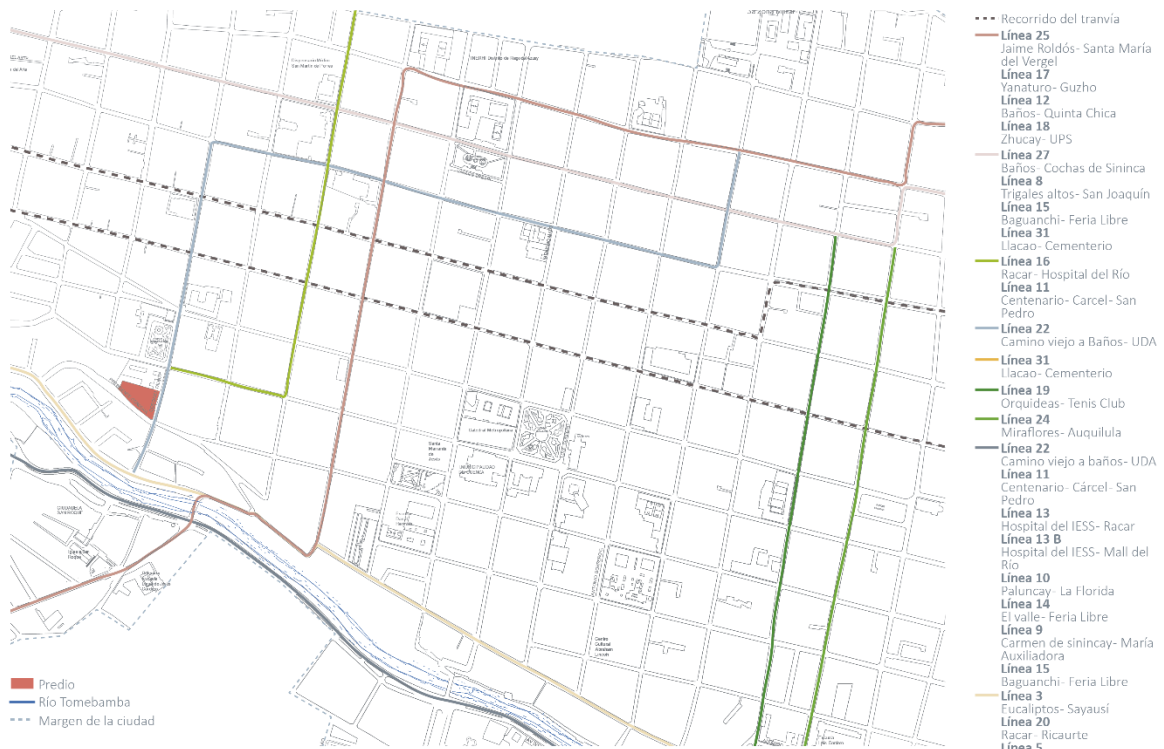 Recorrido del tranvía
Línea 25
Jaime Roldós- Santa María
del Vergel
Línea 17
Yanaturo- Guzho
Línea 12
Baños- Quinta Chica
Línea 18
Zhucay- UPS
Línea 27
Baños- Cochas de Sininca
Línea 8
Trigales altos- San Joaquín
Línea 15
Baguanchi- Feria Libre
Línea 31
Llacao- Cementerio
Línea 16
Racar- Hospital del Río
Línea 11
Centenario- Carcel- San
Pedro
Línea 22
Camino viejo a Baños- UDA
Línea 31
Llacao- Cementerio
Línea 19
Orquideas- Tenis Club
Línea 24
Miraflores- Auquilula
Línea 22
Camino viejo a baños- UDA
Línea 11
Centenario- Cárcel- San
Pedro
Línea 13
Hospital del IESS- Racar
Línea 13 B
Hospital del IESS- Mall del
Río
Línea 10
Paluncay- La Florida
Línea 14
El valle- Feria Libre
Línea 9
Carmen de sinincay- María
Auxiliadora
Línea 15
Baguanchi- Feria Libre
Línea 3
Eucaliptos- Sayausí
Línea 20
Racar- Ricaurte
Línea 5
Predio
Río Tomebamba
Margen de la ciudad